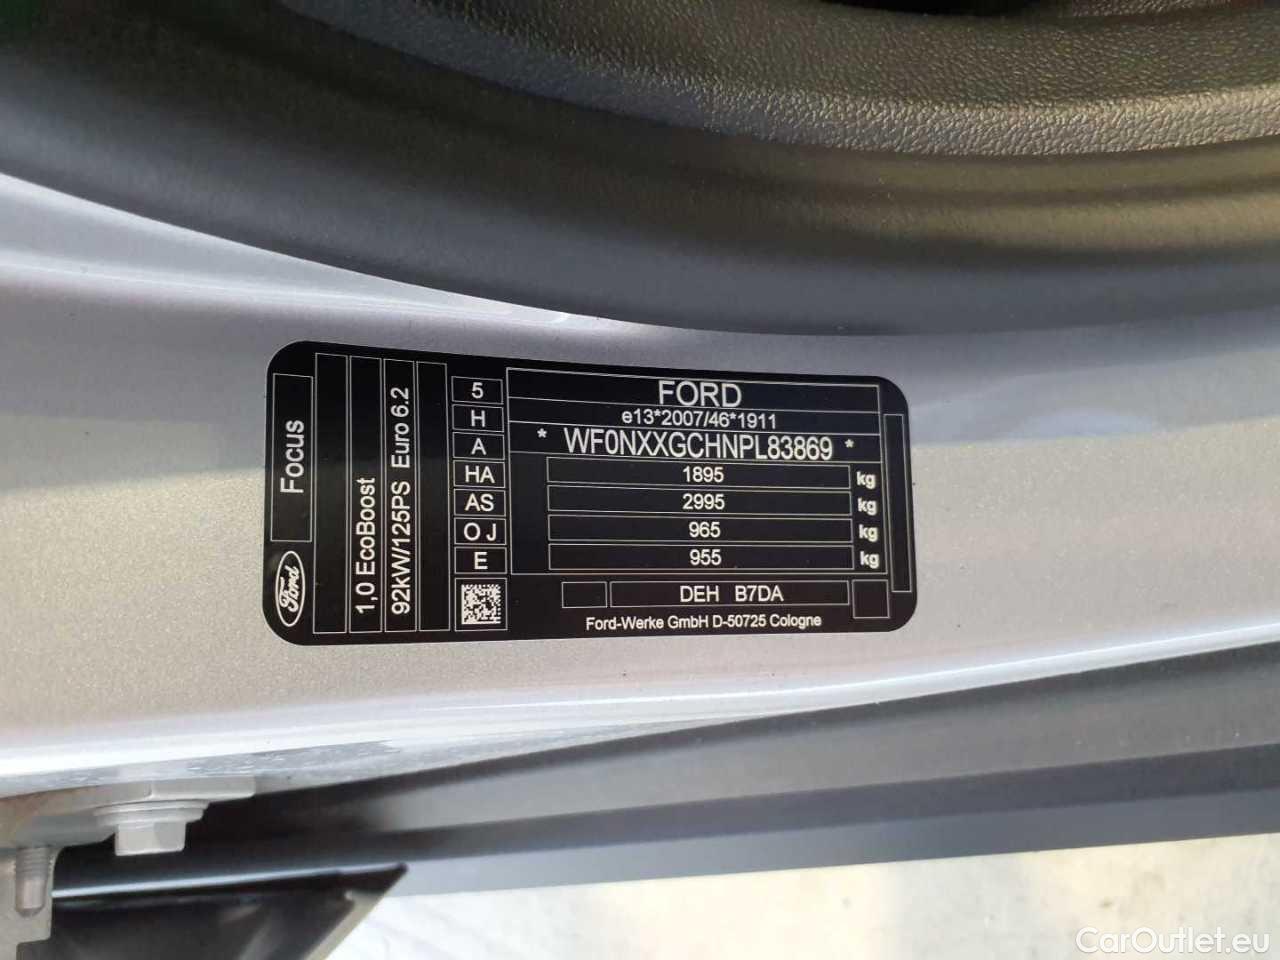 Ford
Focus
1,0 EcoBoost
92kW/125PS Euro 6.2
5
H
A
HA
AS
O J
E
FORD
e13*2007/46*1911
* WF0NXXGCHNPL83869 *
1895 kg
2995 kg
965 kg
955 kg
DEH B7DA
Ford-Werke GmbH D-50725 Cologne
CarOutlet.eu